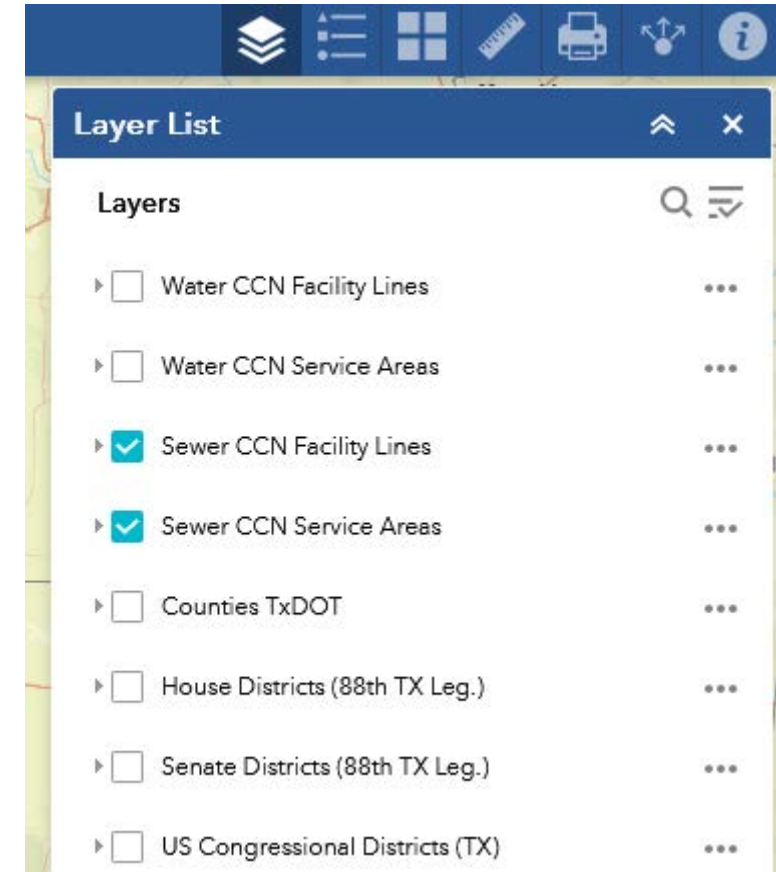 Layer List
Layers
Water CCN Facility Lines
Water CCN Service Areas
Sewer CCN Facility Lines
Sewer CCN Service Areas
Counties TxDOT
House Districts (88th TX Leg.)
Senate Districts (88th TX Leg.)
US Congressional Districts (TX)